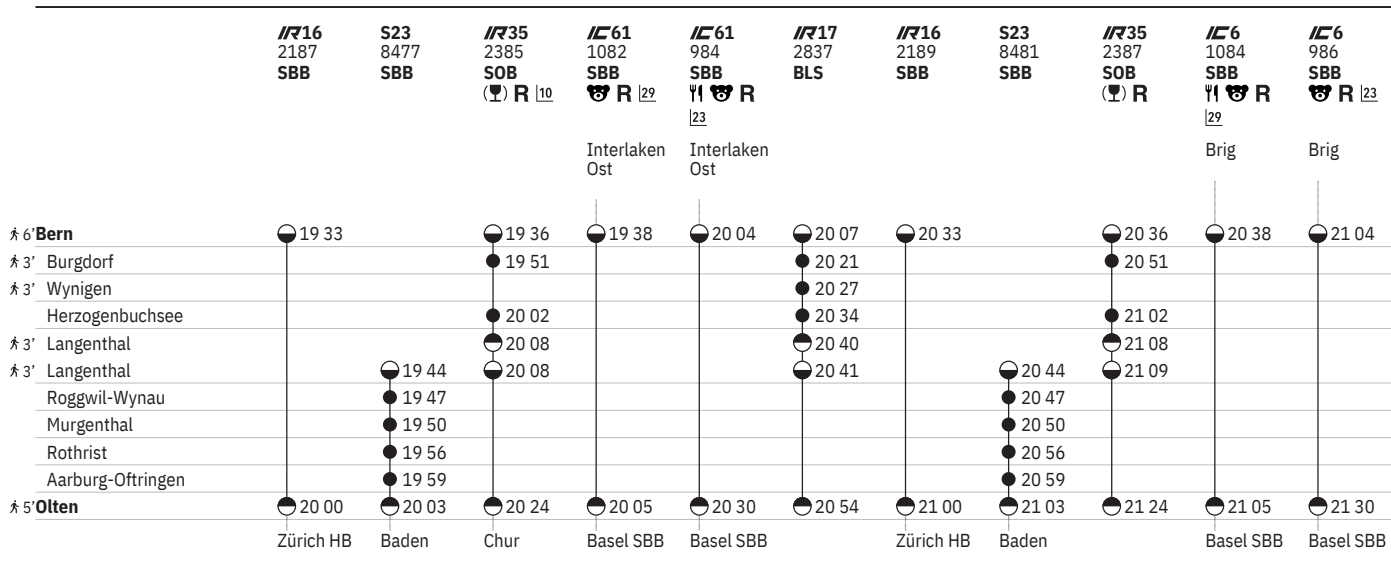 IR16 S23 IR35 IC61 IC61 IR17 IR16 S23 IR35 IC6 IC6
2187 8477 2385 1082 984 2837 2189 8481 2387 1084 986
SBB SBB SOB SBB SBB BLS SBB SBB SOB SBB SBB
( ) R 10 R 29 R ( ) R R R 23
23 29
Interlaken Interlaken Brig Brig
Ost Ost
6' Bern 19 33 19 36 19 38 20 04 20 07 20 33 20 36 20 38 21 04
3' Burgdorf 19 51 20 21 20 51
3' Wynigen 20 27
Herzogenbuchsee 20 02 20 34 21 02
3' Langenthal 20 08 20 40 21 08
3' Langenthal 19 44 20 08 20 41 20 44 21 09
Roggwil-Wynau 19 47 20 47
Murgenthal 19 50 20 50
Rothrist 19 56 20 56
Aarburg-Oftringen 19 59 20 59
5' Olten 20 00 20 03 20 24 20 05 20 30 20 54 21 00 21 03 21 24 21 05 21 30
Zürich HB Baden Chur Basel SBB Basel SBB Zürich HB Baden Basel SBB Basel SBB